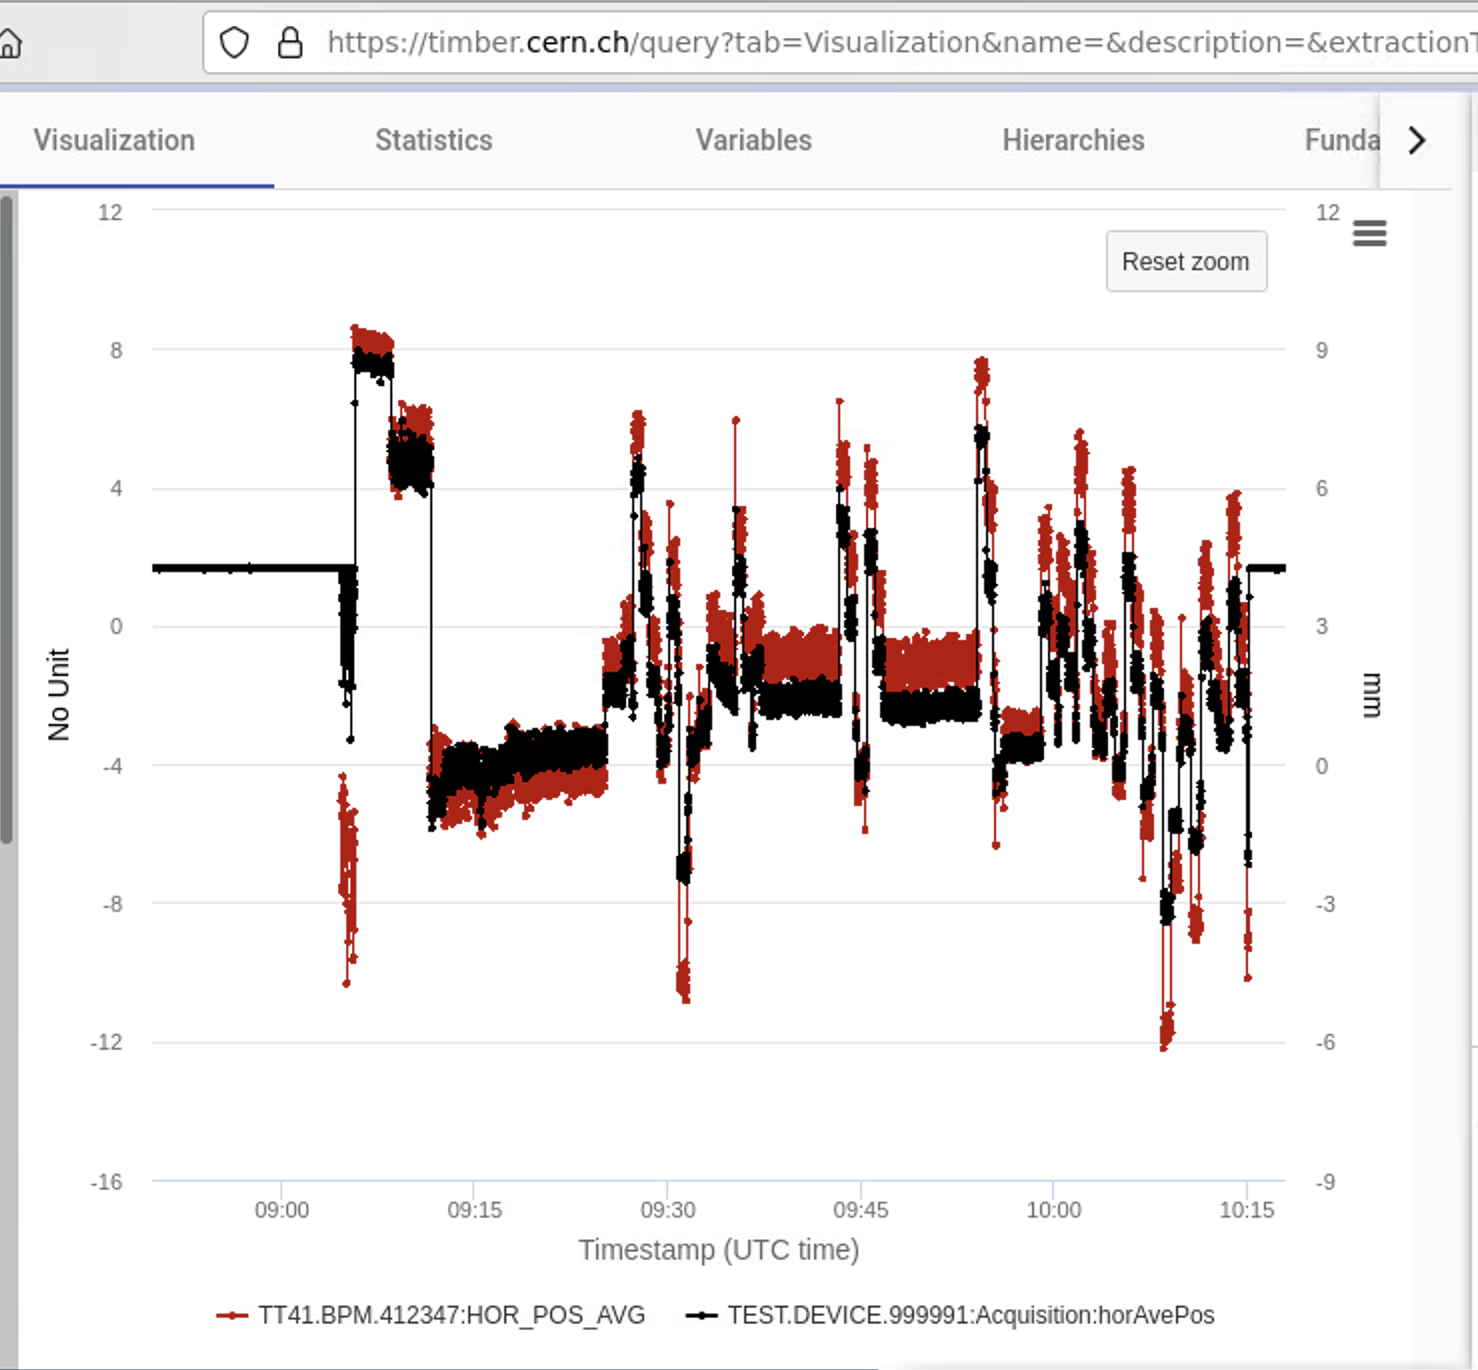 https://timber.cern.ch/query?tab=Visualization&name=&description=&extractionT
Visualization Statistics Variables Hierarchies Funda
12 12
Reset zoom
8 9
4 6
0 3
No Unit mm
-4 0
-8 -3
-12 -6
-16 -9
09:00 09:15 09:30 09:45 10:00 10:15
Timestamp (UTC time)
TT41.BPM.412347:HOR_POS_AVG TEST.DEVICE.999991:Acquisition:horAvePos